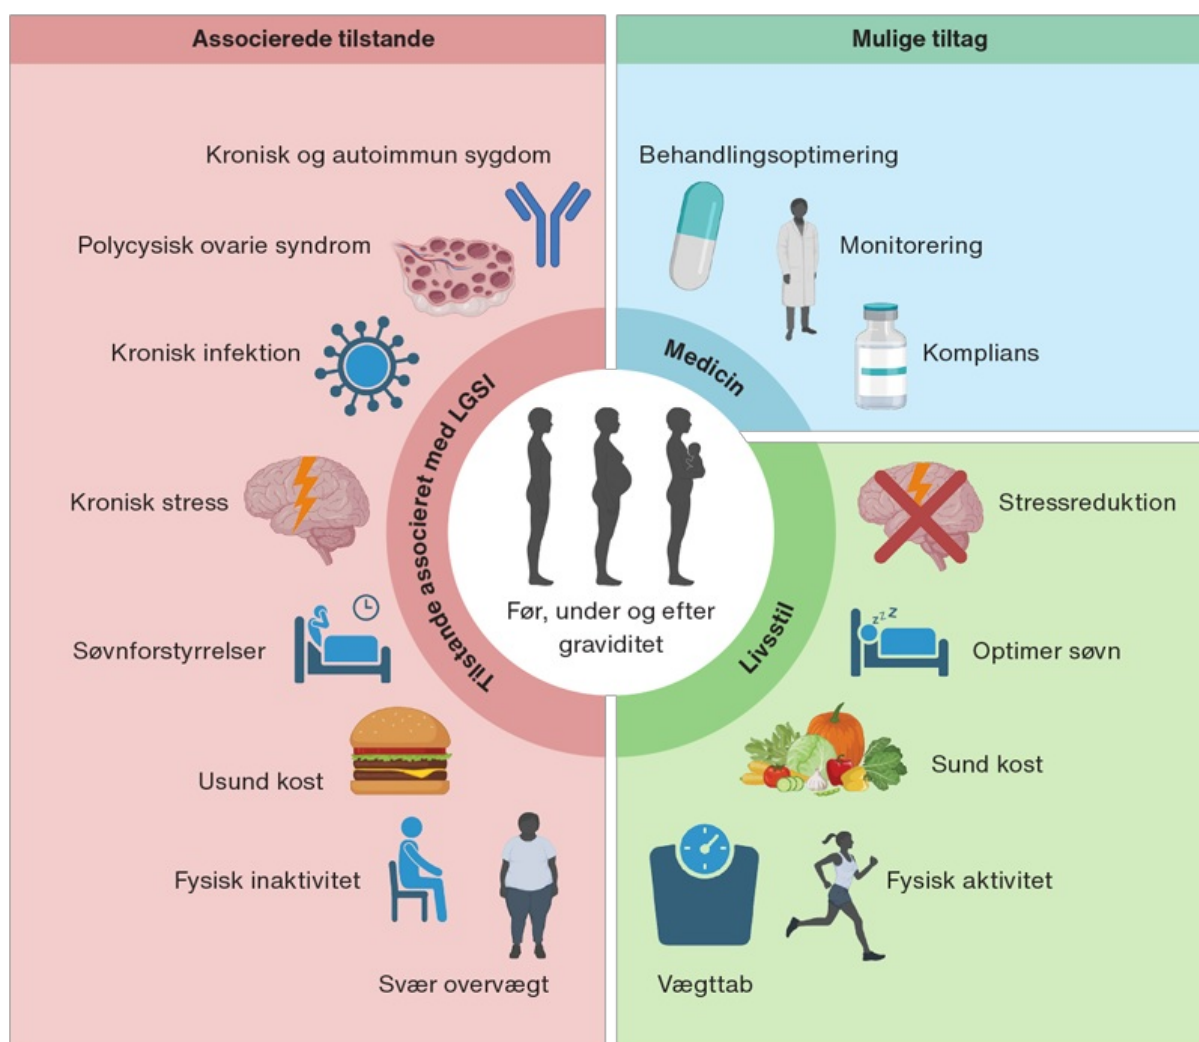 Associerede tilstande
Kronisk og autoimmun sygdom
Polycysisk ovarie syndrom
Kronisk infektion
Kronisk stress
Søvnforstyrrelser
Usund kost
Fysisk inaktivitet
Svær overvægt
Tilstande associeret med LGSI
Før, under og efter
graviditet
Mulige tiltag
Behandlingsoptimering
Monitorering
Komplians
Medicin
Livsstil
Stressreduktion
zzz
Optimer søvn
Sund kost
Fysisk aktivitet
Vægttab